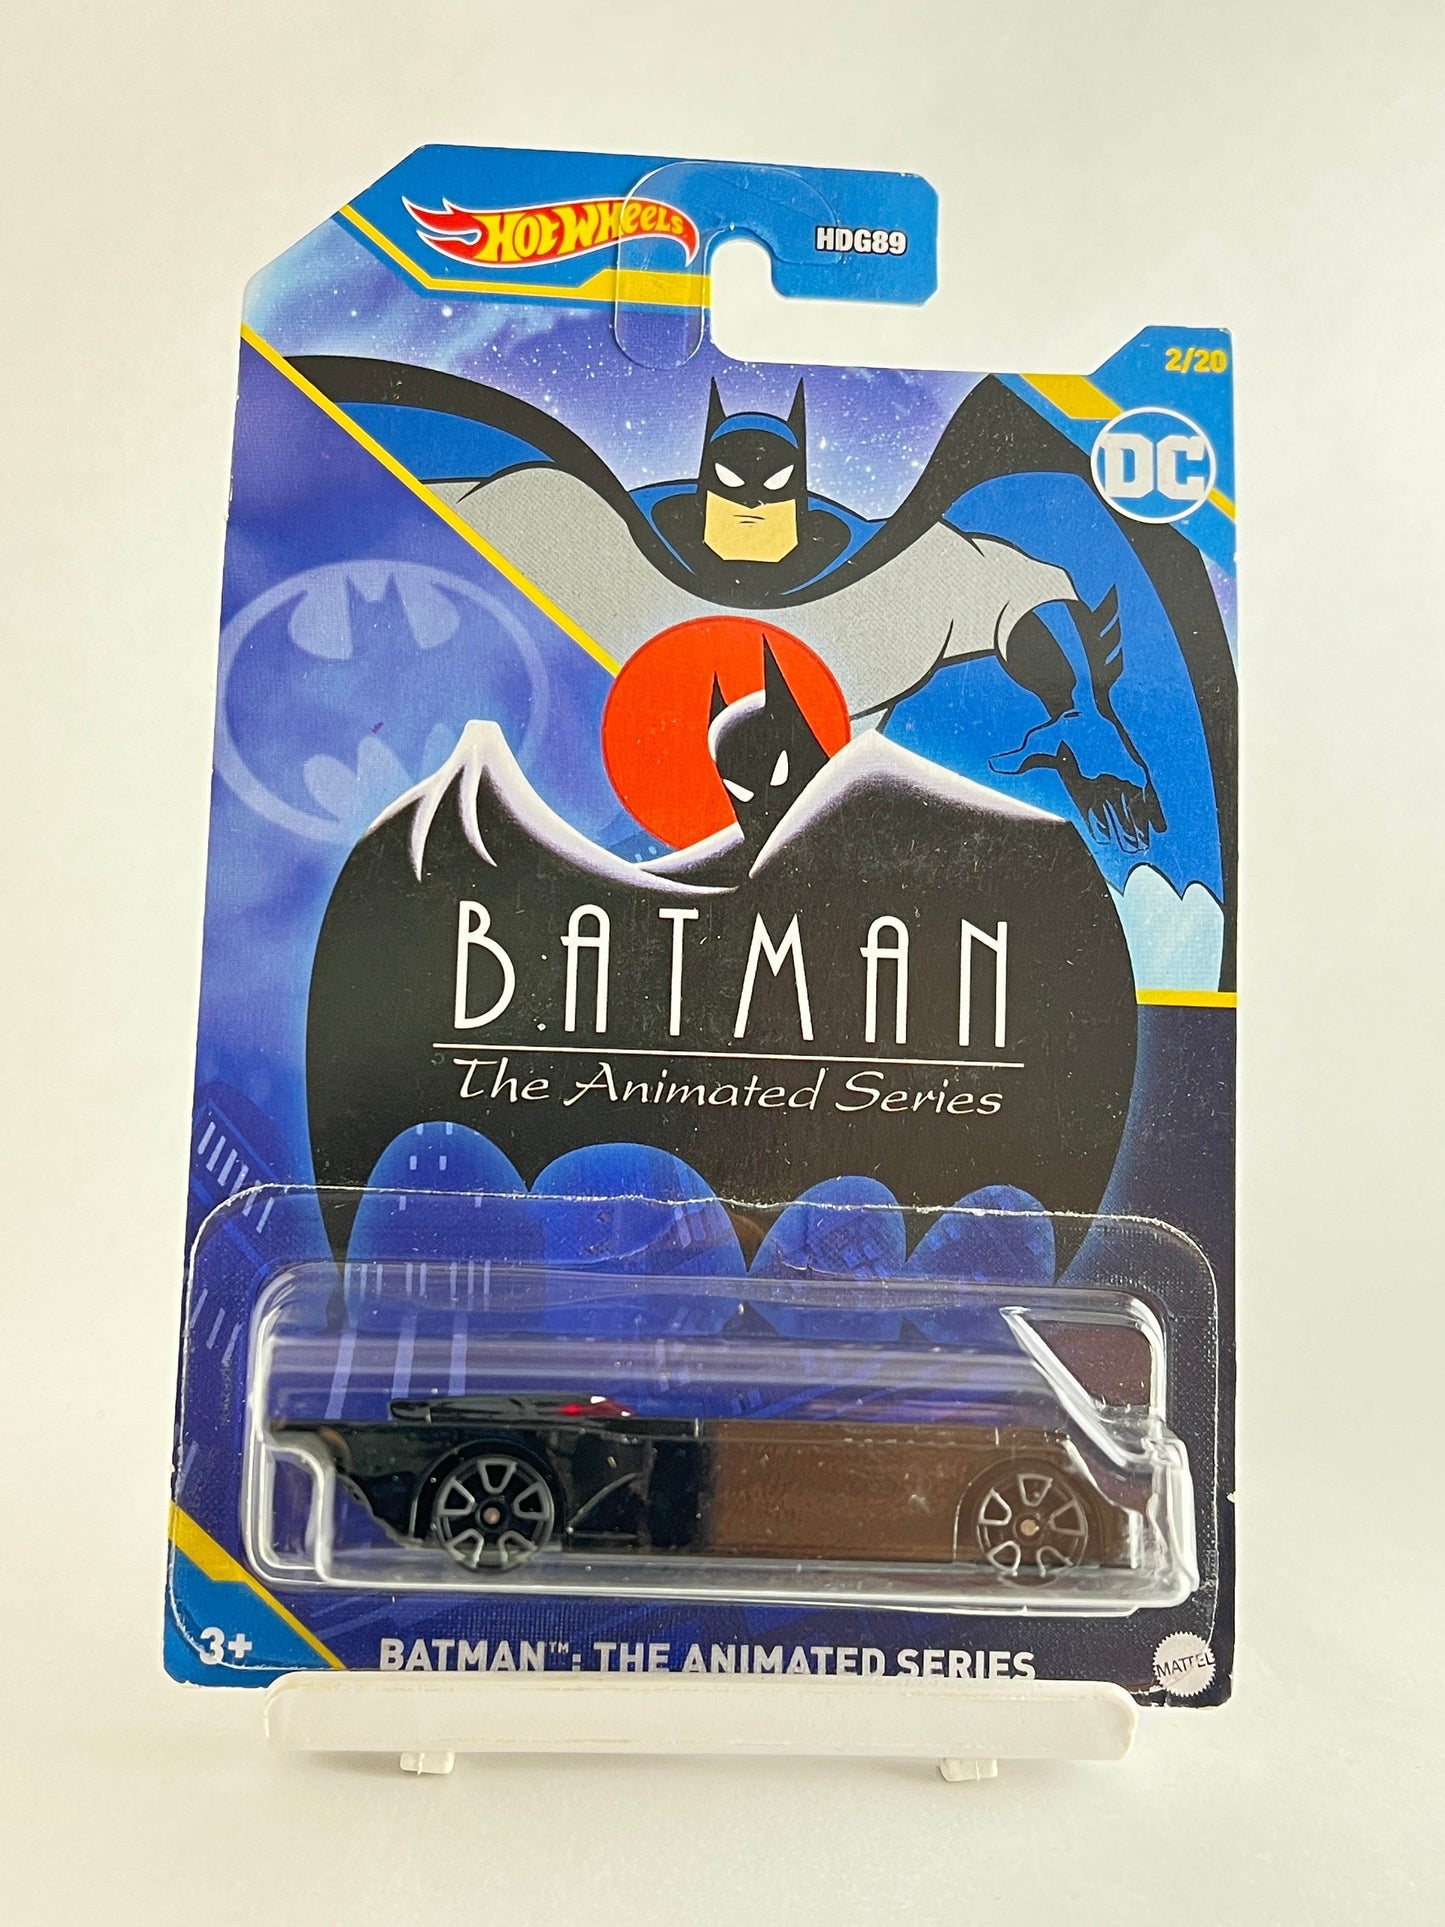 HOT WHEELS
HDG89
2/20
DC
BATMAN
The Animated Series
3+
BATMAN™: THE ANIMATED SERIES
MATTEL